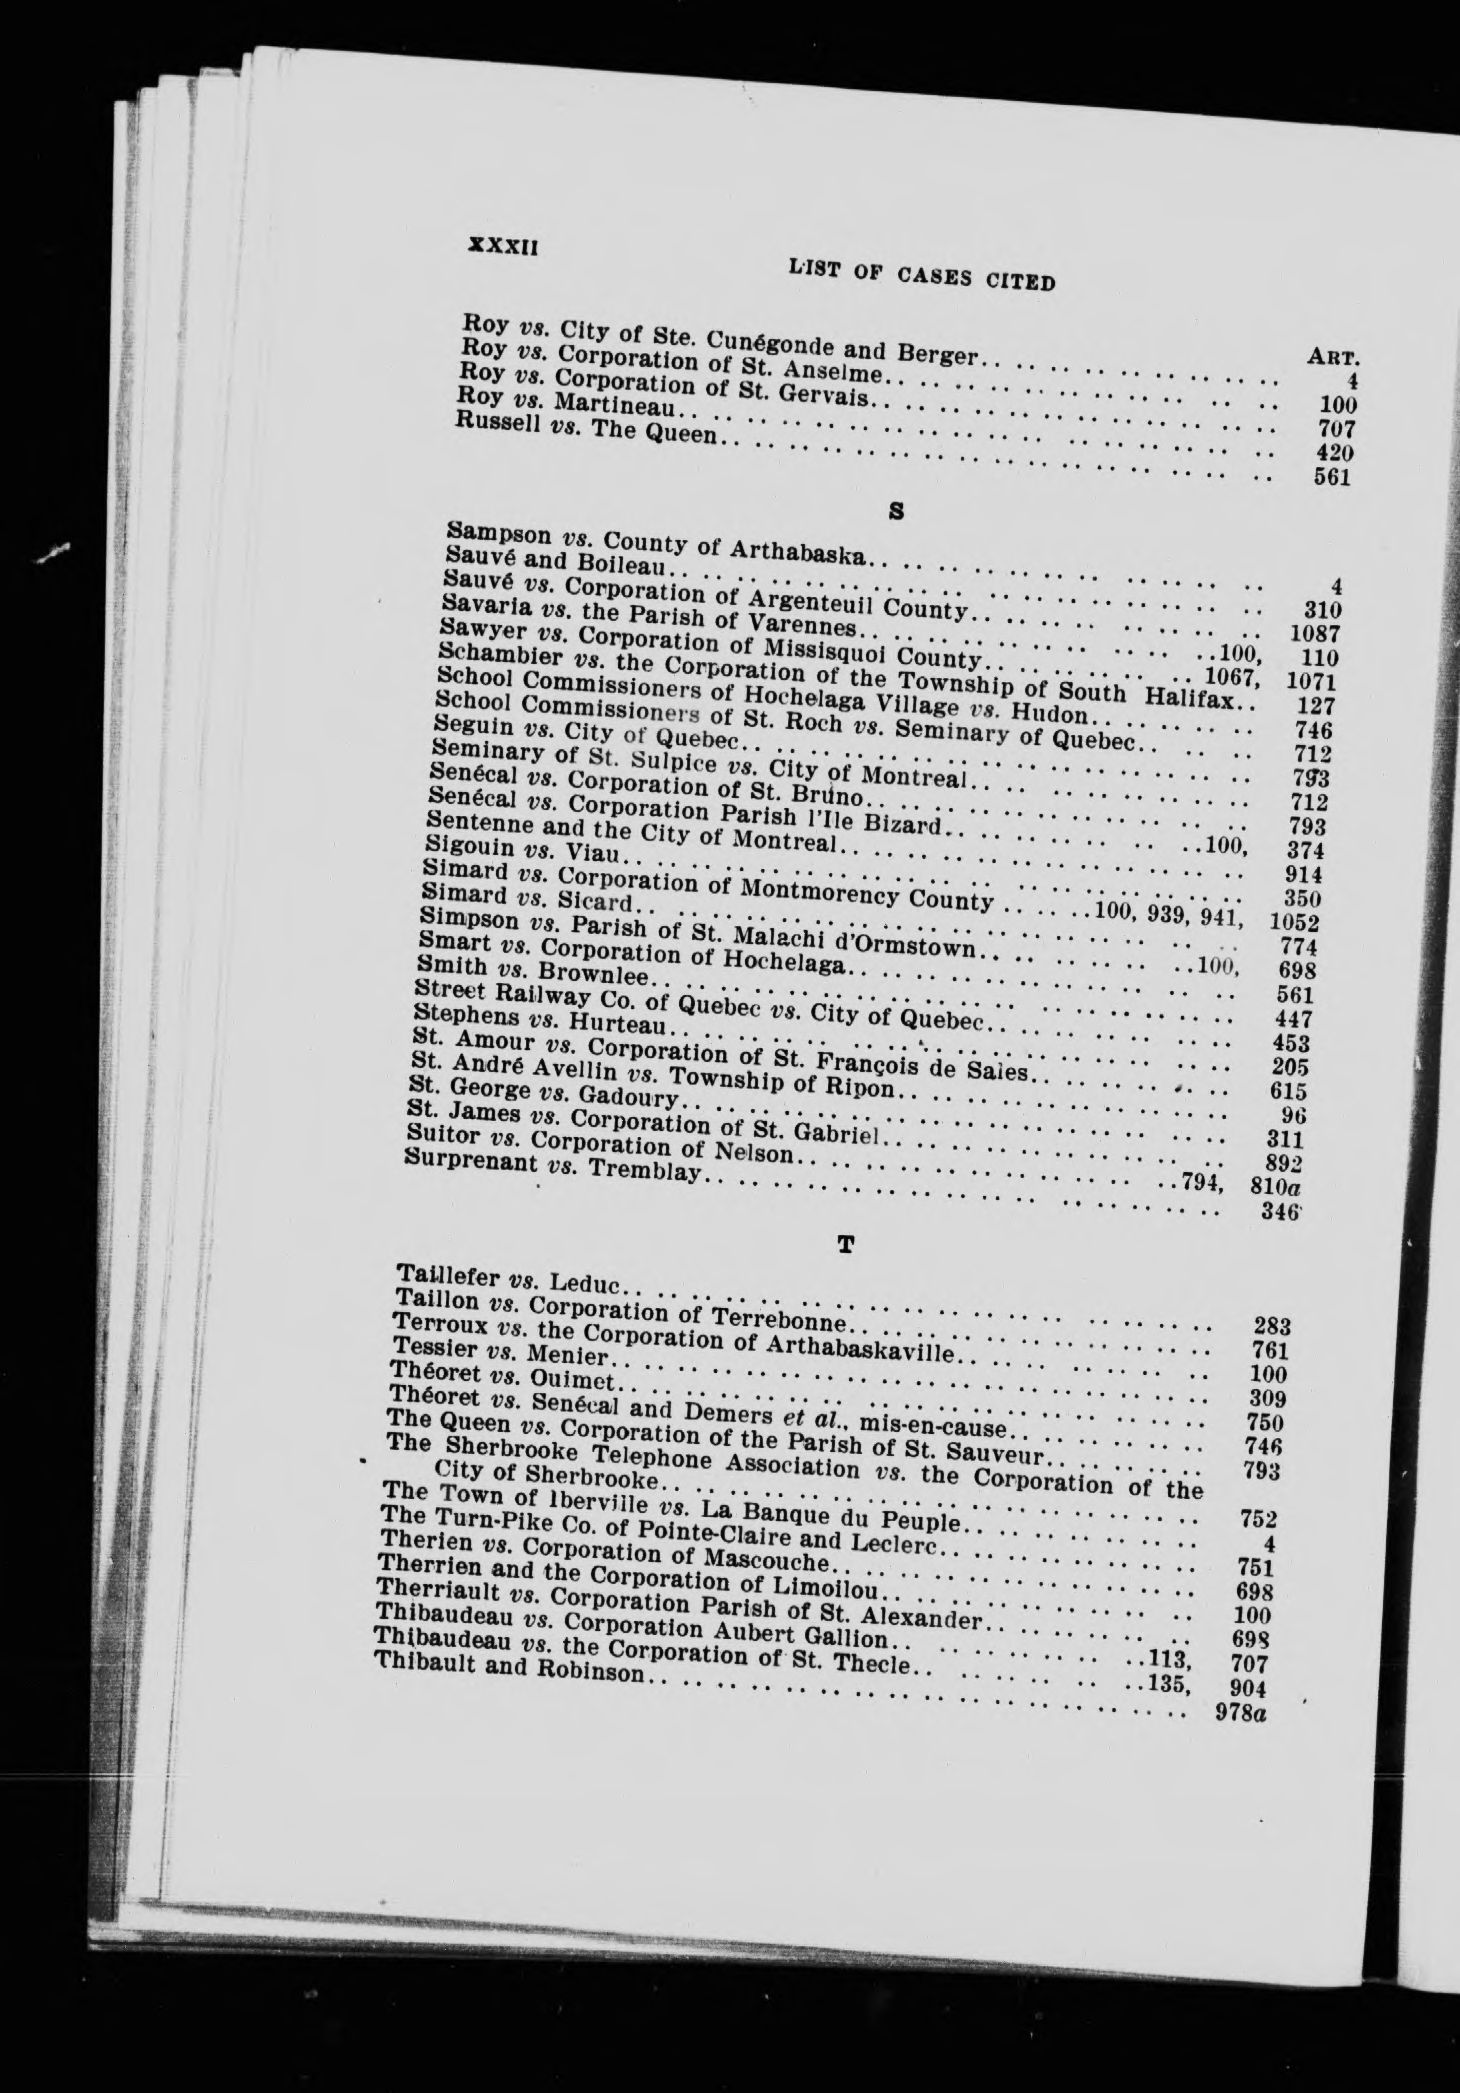 XXXII
LIST OF CASES CITED
ART.
Roy vs. City of Ste. Cunégonde and Berger.. 4
Roy vs. Corporation of St. Anselme.. 100
Roy vs. Corporation of St. Gervais.. 707
Roy vs. Martineau.. 420
Russell vs. The Queen.. 561
S
Sampson vs. County of Arthabaska.. 4
Sauvé and Boileau.. 310
Sauvé vs. Corporation of Argenteuil County.. 1087
Savaria vs. the Parish of Varennes.. ..100, 110
Sawyer vs. Corporation of Missisquoi County.. .. 1067, 1071
Schambier vs. the Corporation of the Township of South Halifax.. 127
School Commissioners of Hochelaga Village vs. Hudon.. 746
School Commissioners of St. Roch vs. Seminary of Quebec.. 712
Seguin vs. City of Quebec.. 793
Seminary of St. Sulpice vs. City of Montreal.. 712
Senécal vs. Corporation of St. Bruno.. 793
Senécal vs. Corporation Parish l'Ile Bizard.. ..100, 374
Sentenne and the City of Montreal.. 914
Sigouin vs. Viau.. 350
Simard vs. Corporation of Montmorency County .. ..100, 939, 941, 1052
Simard vs. Sicard.. 774
Simpson vs. Parish of St. Malachi d'Ormstown.. ..100, 698
Smart vs. Corporation of Hochelaga.. 561
Smith vs. Brownlee.. 447
Street Railway Co. of Quebec vs. City of Quebec.. 453
Stephens vs. Hurteau.. 205
St. Amour vs. Corporation of St. François de Sales.. 615
St. André Avellin vs. Township of Ripon.. 96
St. George vs. Gadoury.. 311
St. James vs. Corporation of St. Gabriel.. 892
Suitor vs. Corporation of Nelson.. ..794, 810a
Surprenant vs. Tremblay.. 346
T
Taillefer vs. Leduc.. 283
Taillon vs. Corporation of Terrebonne.. 761
Terroux vs. the Corporation of Arthabaskaville.. 100
Tessier vs. Menier.. 309
Théoret vs. Ouimet.. 750
Théoret vs. Senécal and Demers et al., mis-en-cause.. 746
The Queen vs. Corporation of the Parish of St. Sauveur.. 793
The Sherbrooke Telephone Association vs. the Corporation of the
City of Sherbrooke.. 752
The Town of Iberville vs. La Banque du Peuple.. 4
The Turn-Pike Co. of Pointe-Claire and Leclerc.. 751
Therien vs. Corporation of Mascouche.. 698
Therrien and the Corporation of Limoilou.. 100
Therriault vs. Corporation Parish of St. Alexander.. 698
Thibaudeau vs. Corporation Aubert Gallion.. ..113, 707
Thibaudeau vs. the Corporation of St. Thecle.. ..135, 904
Thibault and Robinson.. 978a